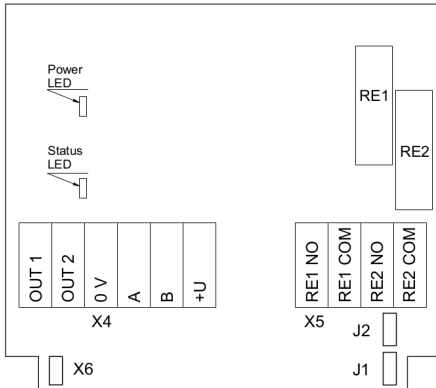 Power
LED
RE1
RE2
Status
LED
OUT 1
OUT 2
0 V
A
B
+U
RE1 NO
RE1 COM
RE2 NO
RE2 COM
X4
X5
J2
X6
J1